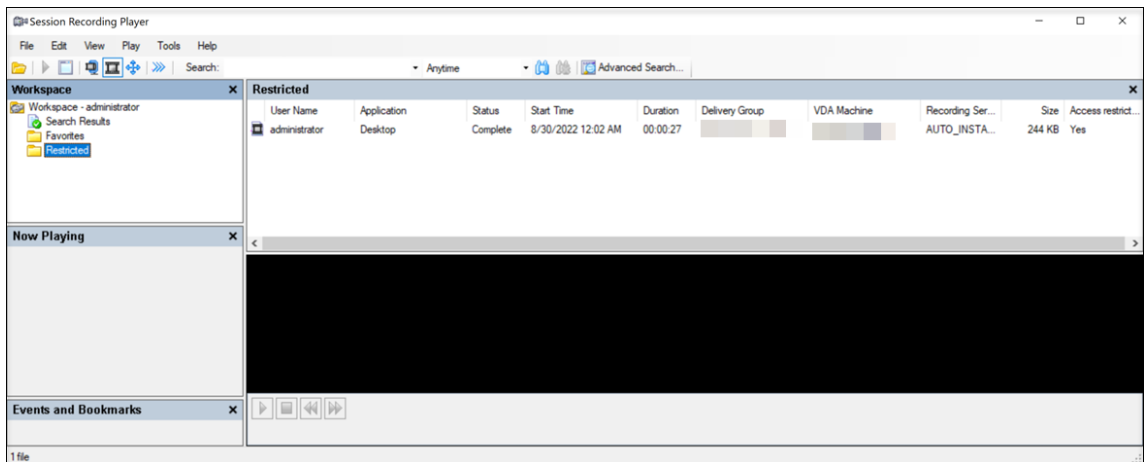 Session Recording Player
File Edit View Play Tools Help
Search: Anytime Advanced Search...
Workspace
Workspace - administrator
Search Results
Favorites
Restricted
Restricted
User Name Application Status Start Time Duration Delivery Group VDA Machine Recording Ser... Size Access restrict...
administrator Desktop Complete 8/30/2022 12:02 AM 00:00:27 AUTO_INSTA... 244 KB Yes
Now Playing
Events and Bookmarks
1 file